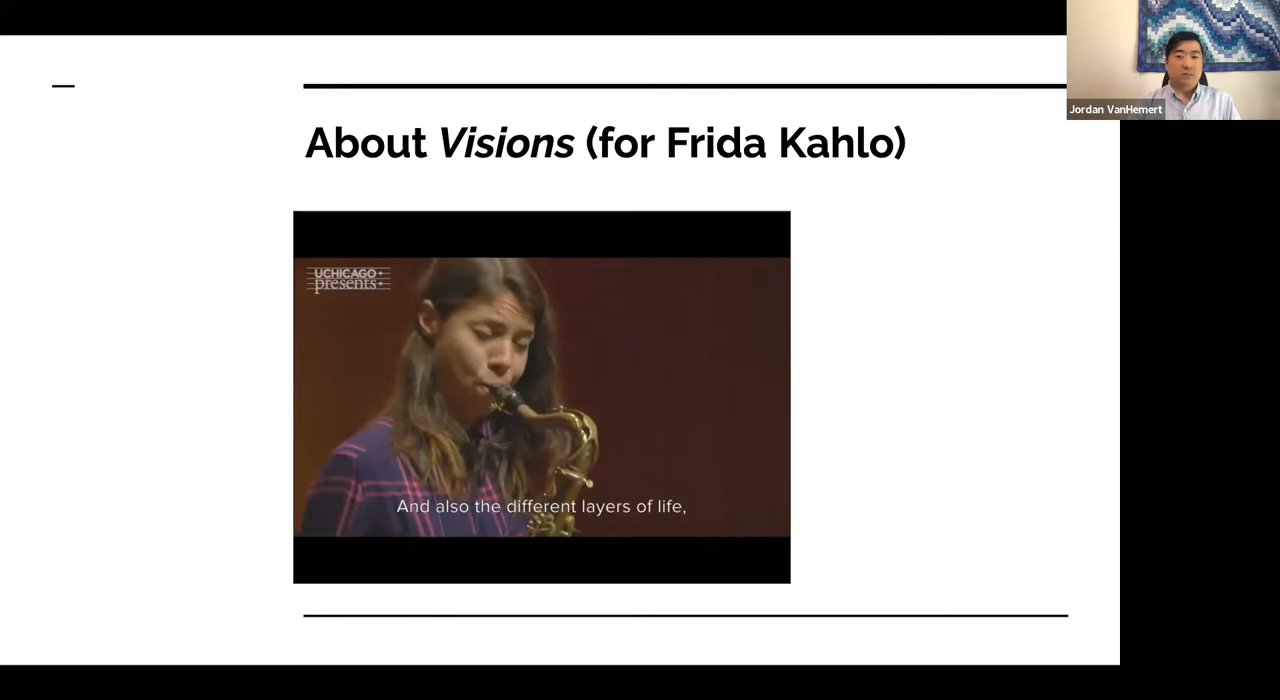 Jordan VanHemert
About Visions (for Frida Kahlo)
UCHICAGO
presents
And also the different layers of life,